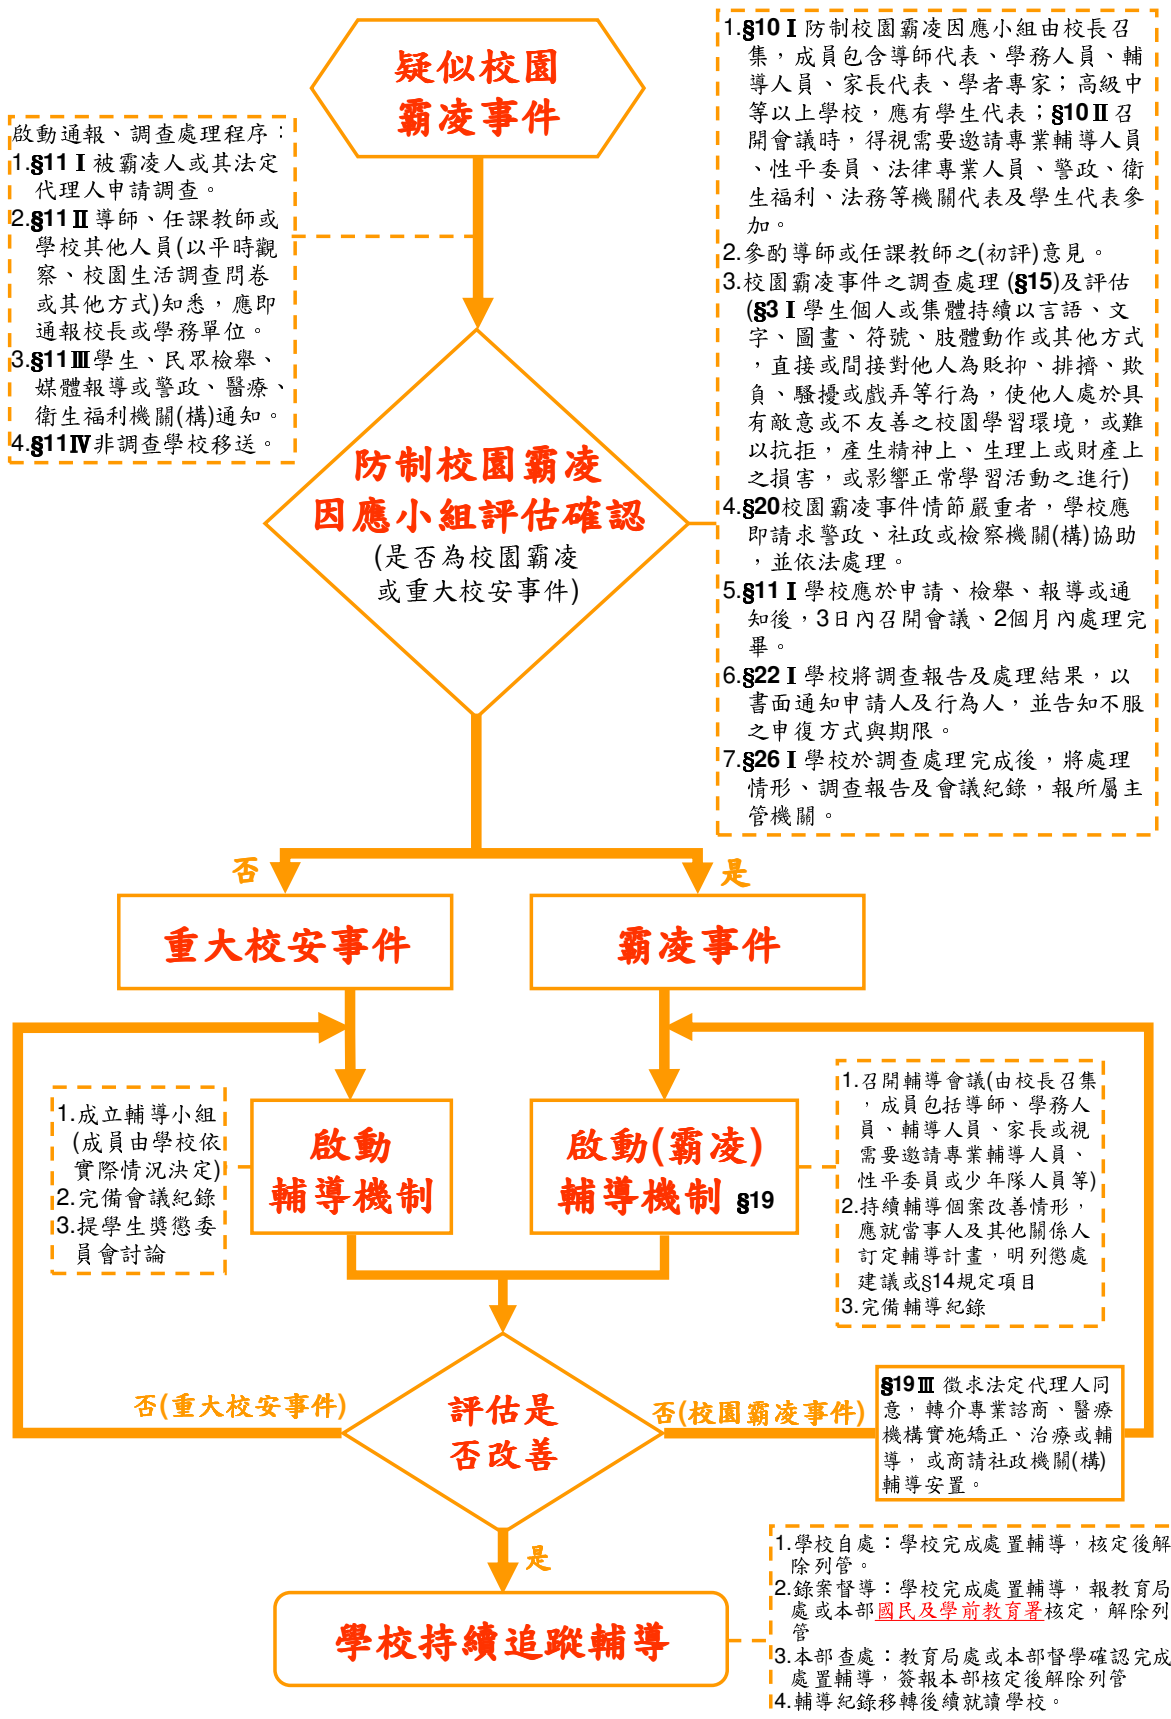 疑似校園
霸凌事件
啟動通報、調查處理程序：
1.§11Ⅰ被霸凌人或其法定
代理人申請調查。
2.§11Ⅱ導師、任課教師或
學校其他人員(以平時觀
察、校園生活調查問卷
或其他方式)知悉，應即
通報校長或學務單位。
3.§11Ⅲ學生、民眾檢舉、
媒體報導或警政、醫療、
衛生福利機關(構)通知。
4.§11Ⅳ非調查學校移送。
1.§10Ⅰ防制校園霸凌因應小組由校長召
集，成員包含導師代表、學務人員、輔
導人員、家長代表、學者專家；高級中
等以上學校，應有學生代表；§10Ⅱ召
開會議時，得視需要邀請專業輔導人員
、性平委員、法律專業人員、警政、衛
生福利、法務等機關代表及學生代表參
加。
2.參酌導師或任課教師之(初評)意見。
3.校園霸凌事件之調查處理 (§15)及評估
(§3Ⅰ學生個人或集體持續以言語、文
字、圖畫、符號、肢體動作或其他方式
，直接或間接對他人為貶抑、排擠、欺
負、騷擾或戲弄等行為，使他人處於具
有敵意或不友善之校園學習環境，或難
以抗拒，產生精神上、生理上或財產上
之損害，或影響正常學習活動之進行)
4.§20校園霸凌事件情節嚴重者，學校應
即請求警政、社政或檢察機關(構)協助
，並依法處理。
5.§11Ⅰ學校應於申請、檢舉、報導或通
知後，3日內召開會議、2個月內處理完
畢。
6.§22Ⅰ學校將調查報告及處理結果，以
書面通知申請人及行為人，並告知不服
之申復方式與期限。
7.§26Ⅰ學校於調查處理完成後，將處理
情形、調查報告及會議紀錄，報所屬主
管機關。
防制校園霸凌
因應小組評估確認
(是否為校園霸凌
或重大校安事件)
否
是
重大校安事件
霸凌事件
1.成立輔導小組
(成員由學校依
實際情況決定)
2.完備會議紀錄
3.提學生獎懲委
員會討論
啟動
輔導機制
啟動(霸凌)
輔導機制 §19
1.召開輔導會議(由校長召集
，成員包括導師、學務人
員、輔導人員、家長或視
需要邀請專業輔導人員、
性平委員或少年隊人員等)
2.持續輔導個案改善情形，
應就當事人及其他關係人
訂定輔導計畫，明列懲處
建議或§14規定項目
3.完備輔導紀錄
評估是
否改善
否(重大校安事件)
否(校園霸凌事件)
§19Ⅲ 徵求法定代理人同
意，轉介專業諮商、醫療
機構實施矯正、治療或輔
導，或商請社政機關(構)
輔導安置。
是
學校持續追蹤輔導
1.學校自處：學校完成處置輔導，核定後解
除列管。
2.錄案督導：學校完成處置輔導，報教育局
處或本部國民及學前教育署核定，解除列
管
3.本部查處：教育局處或本部督學確認完成
處置輔導，簽報本部核定後解除列管
4.輔導紀錄移轉後續就讀學校。